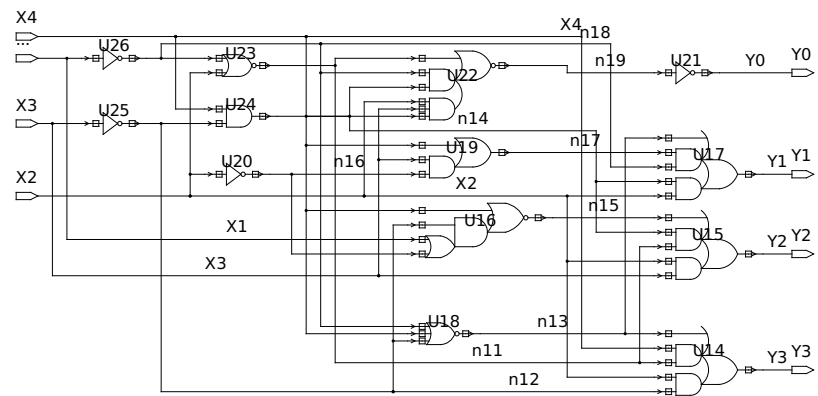 X4
...
U26
U23
X4
n18
n19
U21
Y0
Y0
X3
U25
U24
U22
n14
U20
n16
U19
n17
U17
Y1
Y1
X2
X2
X1
U16
n15
U15
Y2
Y2
X3
U18
n13
n11
U14
Y3
Y3
n12